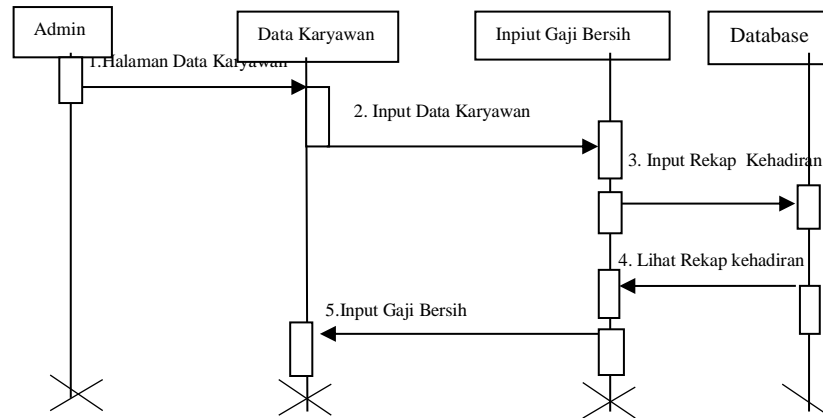 Admin
Data Karyawan
Inpiut Gaji Bersih
Database
1.Halaman Data Karyawan
2. Input Data Karyawan
3. Input Rekap Kehadiran
4. Lihat Rekap kehadiran
5.Input Gaji Bersih